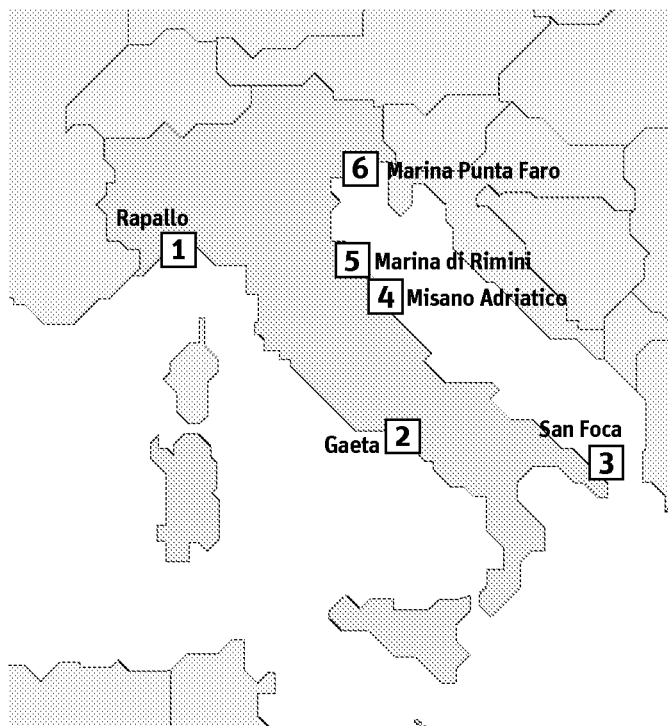 6 Marina Punta Faro
Rapallo
1
5 Marina di Rimini
4 Misano Adriatico
Gaeta 2
San Foca
3